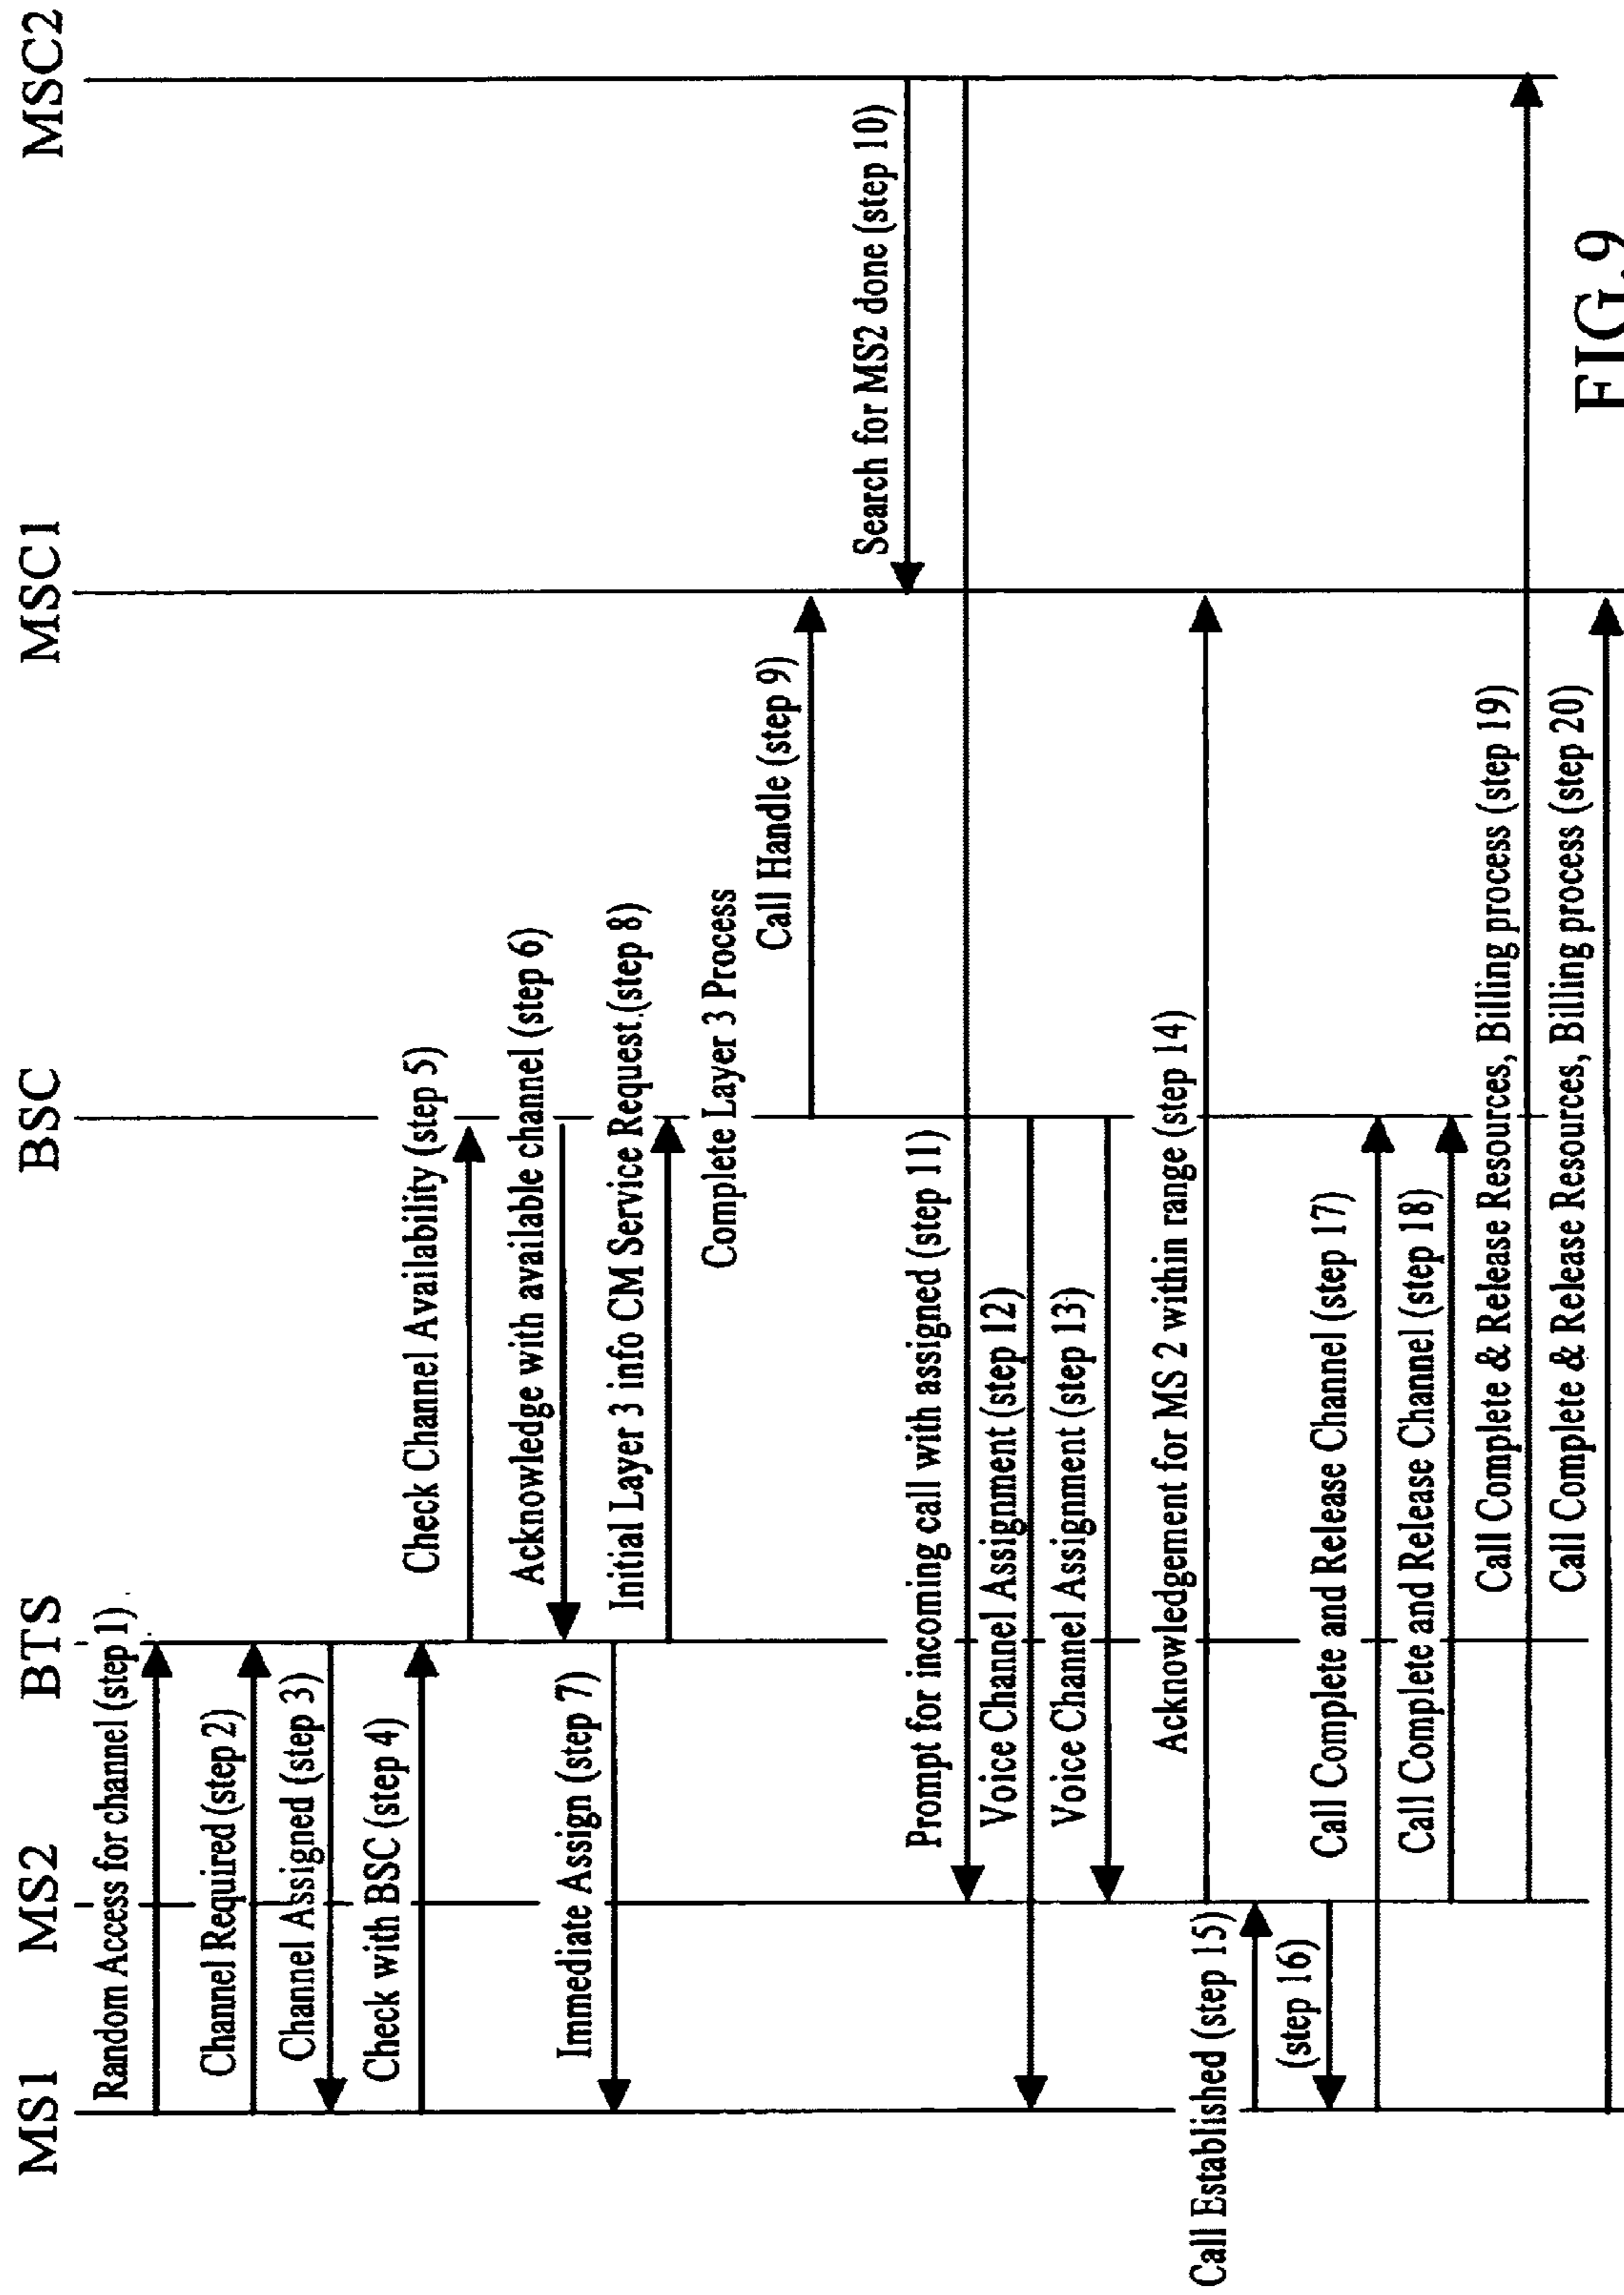 MS1
MS2
BTS
BSC
MSC1
MSC2
Random Access for channel (step 1)
Channel Required (step 2)
Channel Assigned (step 3)
Check with BSC (step 4)
Check Channel Availability (step 5)
Acknowledge with available channel (step 6)
Immediate Assign (step 7)
Initial Layer 3 info CM Service Request.(step 8)
Complete Layer 3 Process
Call Handle (step 9)
Search for MS2 done (step 10)
Prompt for incoming call with assigned (step 11)
Voice Channel Assignment (step 12)
Voice Channel Assignment (step 13)
Acknowledgement for MS 2 within range (step 14)
Call Established (step 15)
(step 16)
Call Complete and Release Channel (step 17)
Call Complete and Release Channel (step 18)
Call Complete & Release Resources, Billing process (step 19)
Call Complete & Release Resources, Billing process (step 20)
FIG.9